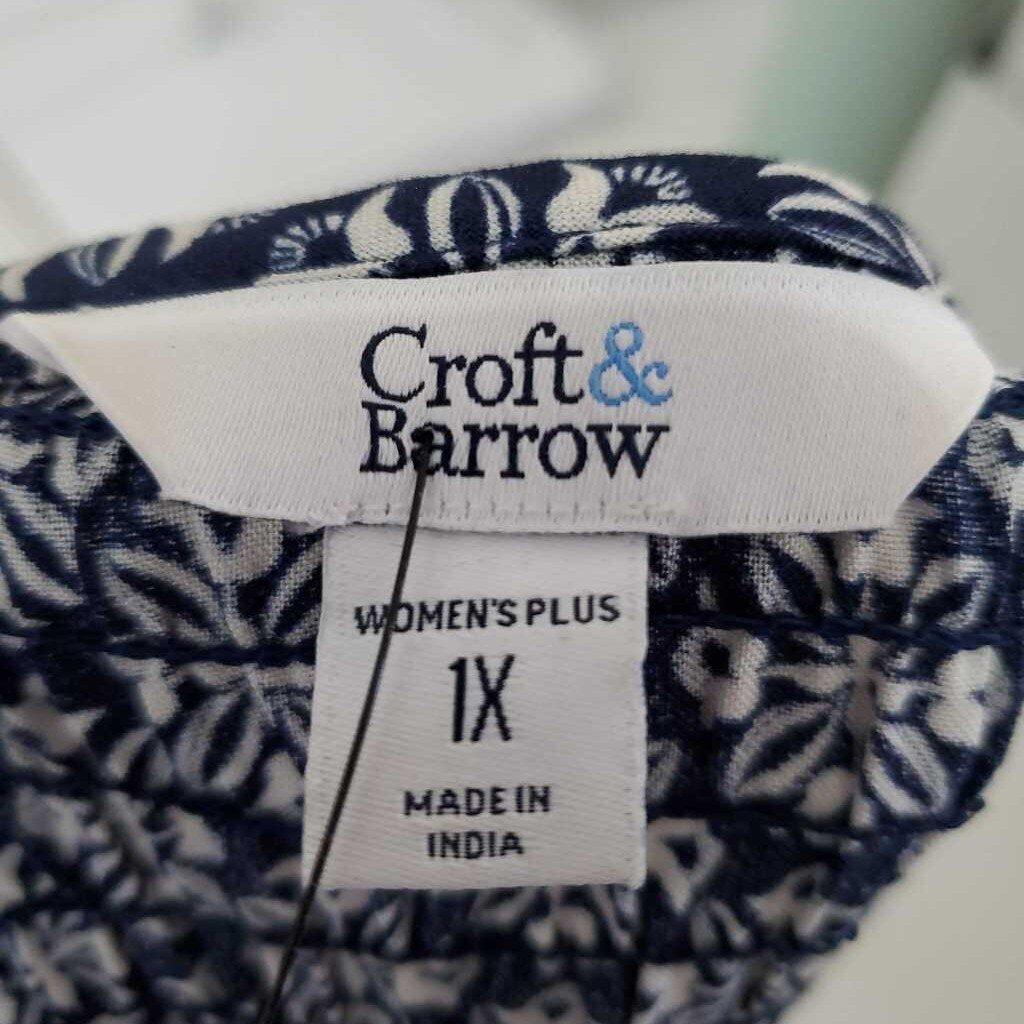 Croft&
Barrow
WOMEN'S PLUS
1X
MADE IN
INDIA